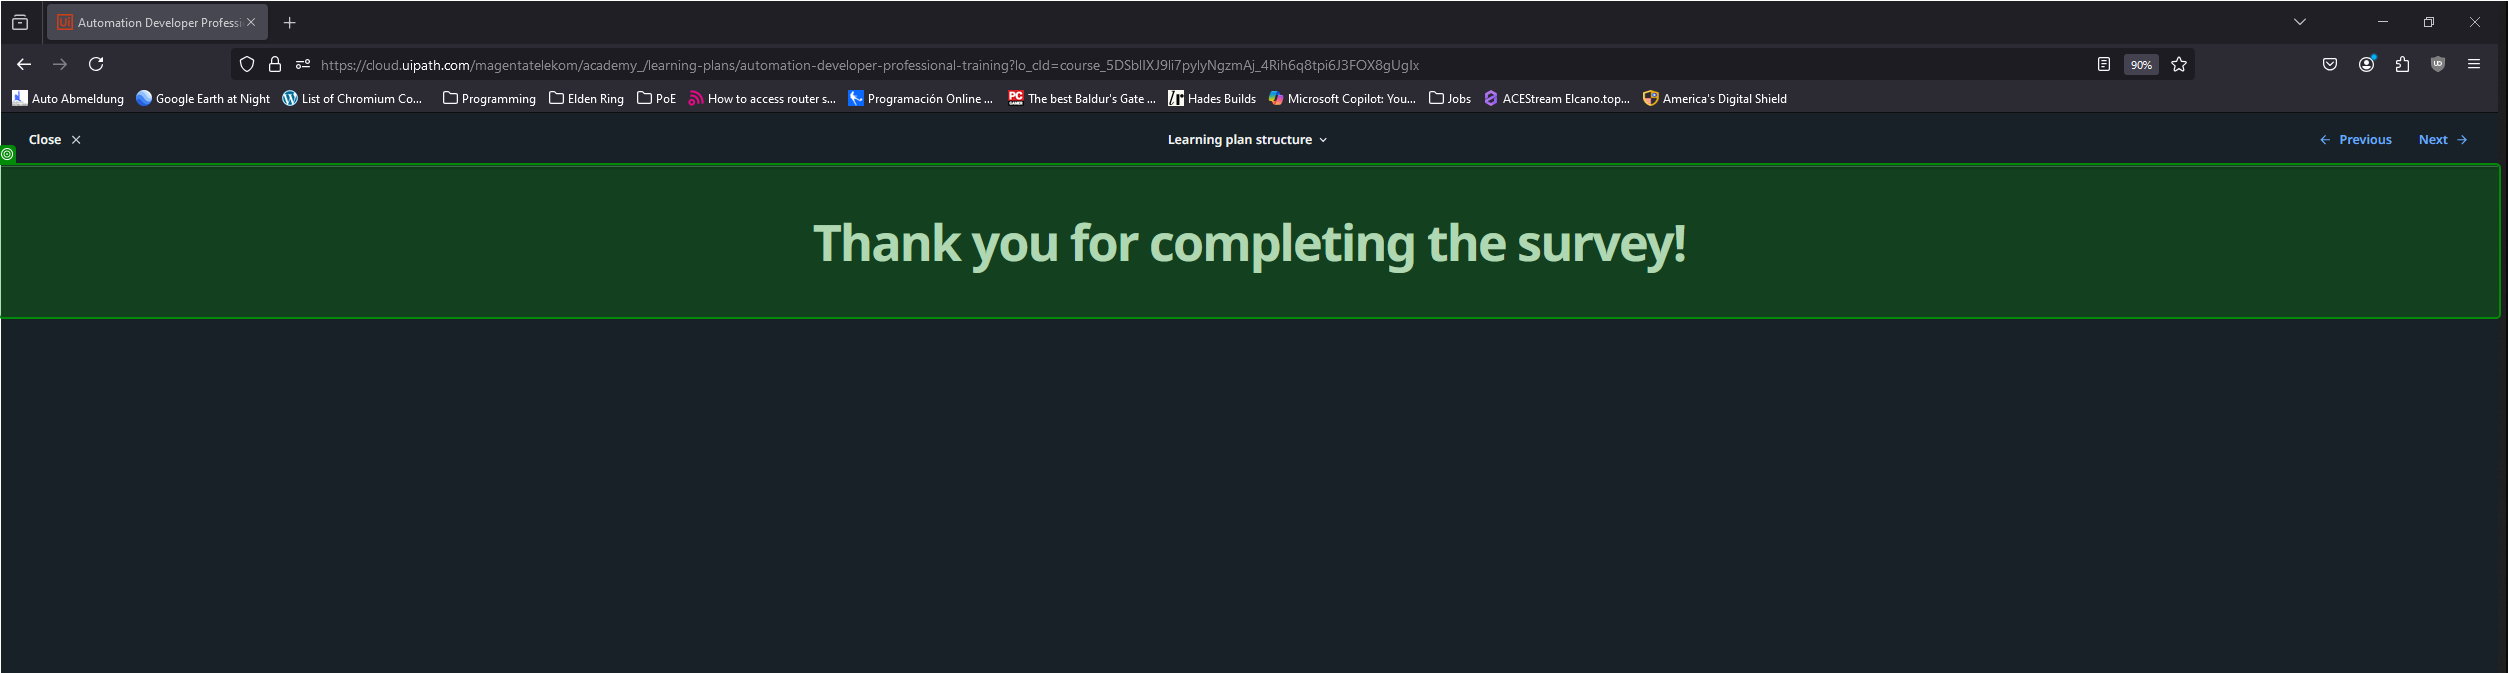 Automation Developer Professi
https://cloud.uipath.com/magentatelekom/academy_/learning-plans/automation-developer-professional-training?lo_cId=course_5DSblIXJ9li7pylyNgzmAj_4Rih6q8tpi6J3FOX8gUgIx
90%
Auto Abmeldung
Google Earth at Night
List of Chromium Co...
Programming
Elden Ring
PoE
How to access router s...
Programación Online ...
The best Baldur's Gate ...
Hades Builds
Microsoft Copilot: You...
Jobs
ACEStream Elcano.top...
America's Digital Shield
Close
Learning plan structure
Previous
Next
Thank you for completing the survey!